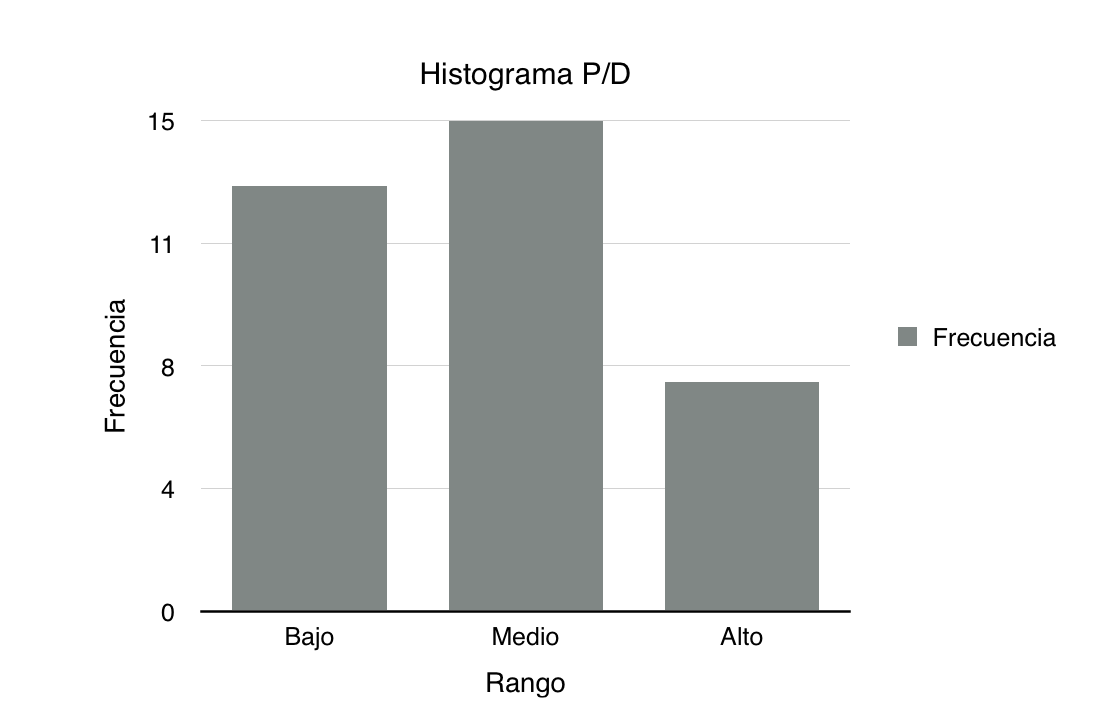 Histograma P/D
15
11
8
4
0
Frecuencia
Bajo
Medio
Alto
Rango
Frecuencia